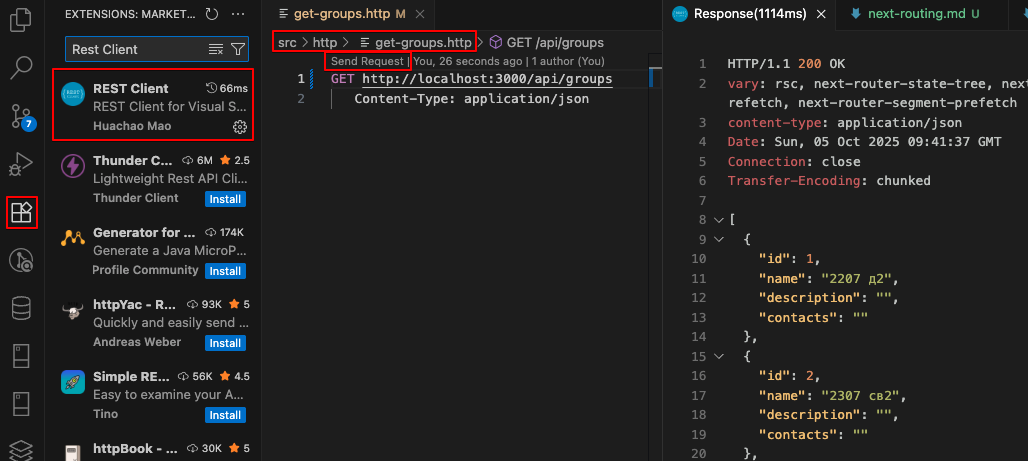 EXTENSIONS: MARKET...
Rest Client
REST Client
66ms
REST Client for Visual S...
Huachao Mao
Thunder C... 6M 2.5
Lightweight Rest API Cli...
Thunder Client Install
Generator for ... 174K
Generate a Java MicroP...
Profile Community Install
httpYac - R... 93K 5
Quickly and easily send ...
Andreas Weber Install
Simple RE... 56K 4.5
Easy to examine your A...
Tino Install
httpBook - ... 30K 5
7
get-groups.http M
src > http > get-groups.http > GET /api/groups
Send Request | You, 26 seconds ago | 1 author (You)
1 GET http://localhost:3000/api/groups
2 Content-Type: application/json
Response(1114ms)
next-routing.md U
1 HTTP/1.1 200 OK
2 vary: rsc, next-router-state-tree, nex
refetch, next-router-segment-prefetch
3 content-type: application/json
4 Date: Sun, 05 Oct 2025 09:41:37 GMT
5 Connection: close
6 Transfer-Encoding: chunked
7
8 [
9 {
10 "id": 1,
11 "name": "2207 д2",
12 "description": "",
13 "contacts": ""
14 },
15 {
16 "id": 2,
17 "name": "2307 св2",
18 "description": "",
19 "contacts": ""
20 },